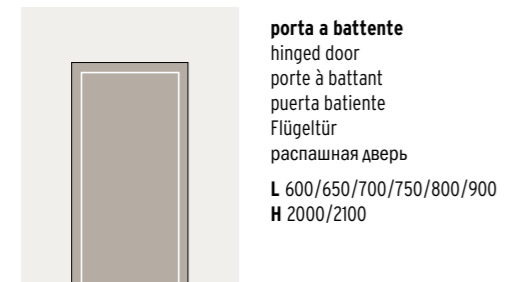 porta a battente
hinged door
porte à battant
puerta batiente
Flügeltür
распашная дверь
L 600/650/700/750/800/900
H 2000/2100